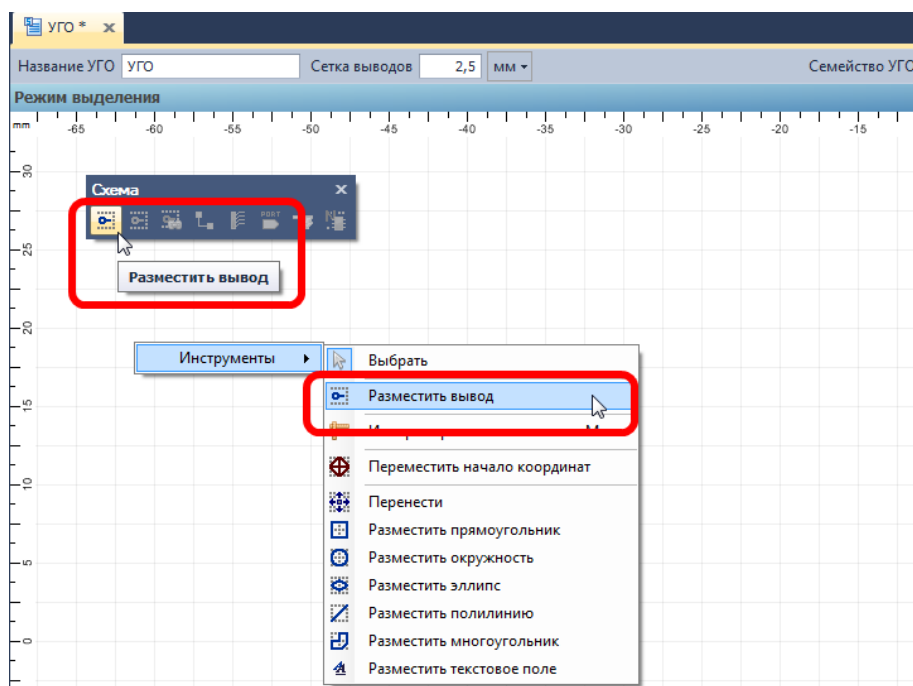 УГО *
Название УГО УГО Сетка выводов 2,5 мм Семейство УГО
Режим выделения
mm -65 -60 -55 -50 -45 -40 -35 -30 -25 -20 -15
30
Схема
PORT
25
Разместить вывод
20
Инструменты Выбрать
Разместить вывод
15
Переместить начало координат
10
Перенести
Разместить прямоугольник
Разместить окружность
5
Разместить эллипс
Разместить полилинию
0
Разместить многоугольник
Разместить текстовое поле